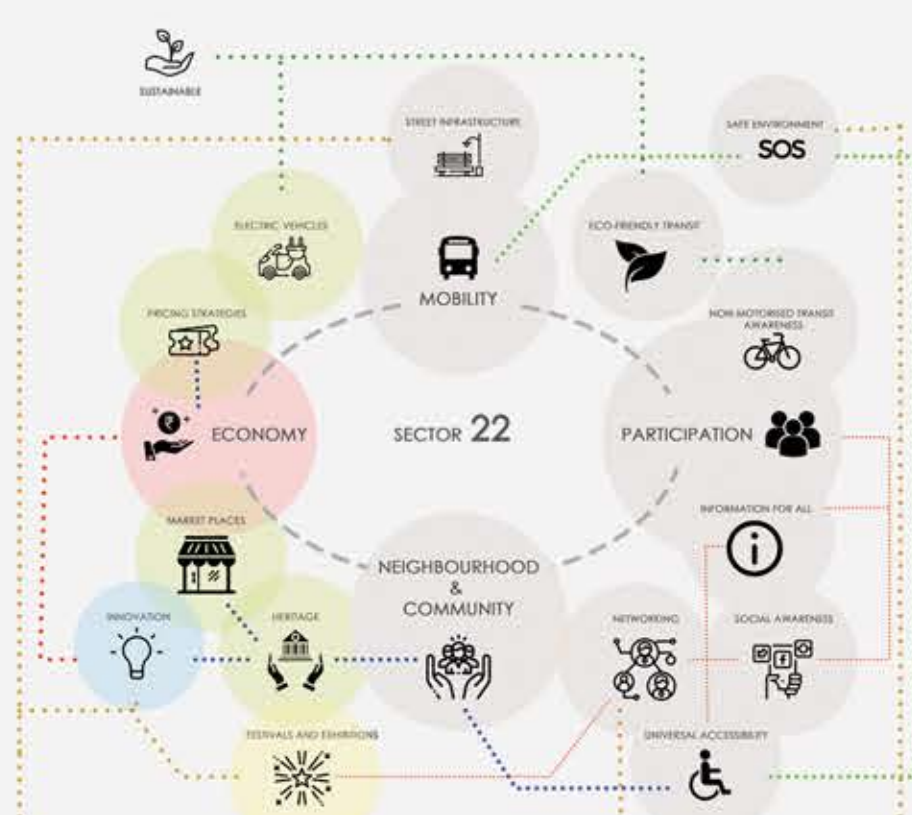 SUSTAINABLE
STREET INFRASTRUCTURE
SAFE ENVIRONMENT
SOS
ELECTRIC VEHICLES
ECO-FRIENDLY TRANSIT
MOBILITY
PRICING STRATEGIES
NON-MOTORISED TRANSIT
AWARENESS
₹
ECONOMY
SECTOR 22
PARTICIPATION
MARKET PLACES
INFORMATION FOR ALL
i
NEIGHBOURHOOD
&
COMMUNITY
INNOVATION
HERITAGE
NETWORKING
SOCIAL AWARENESS
f
FESTIVALS AND EXHIBITIONS
UNIVERSAL ACCESSIBILITY